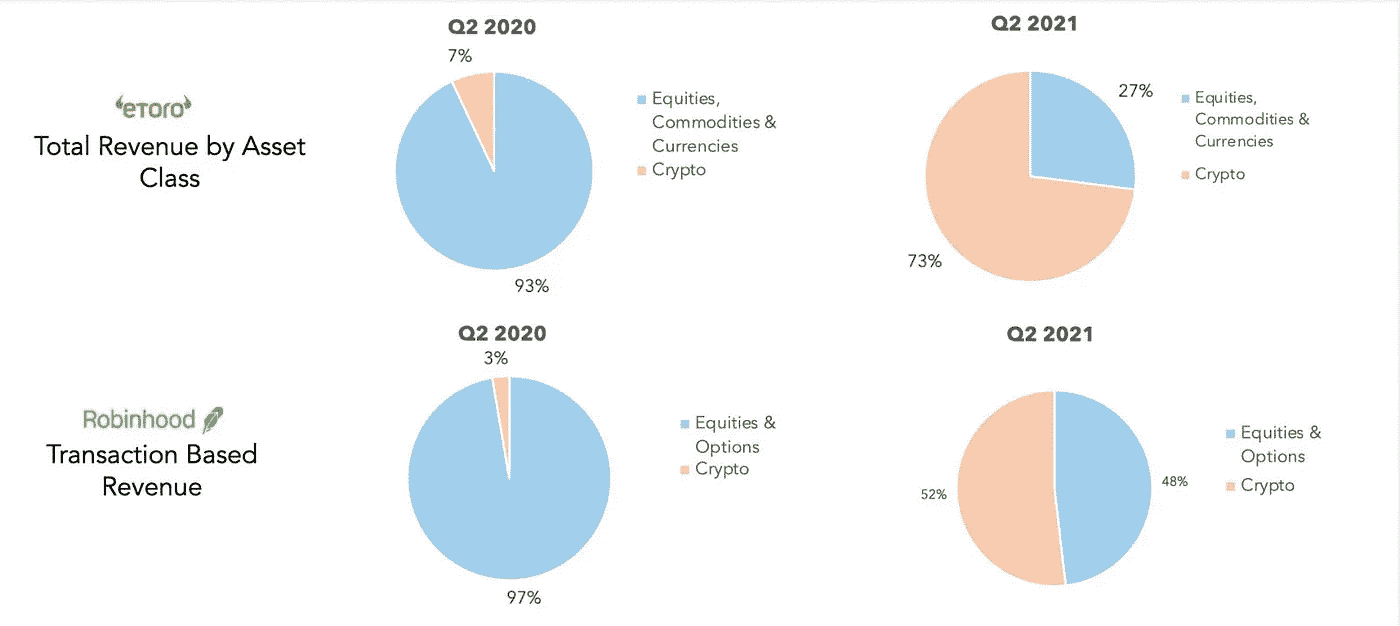 Q2 2020
7%
eToro
Total Revenue by Asset
Class
Equities,
Commodities &
Currencies
Crypto
93%
Q2 2021
27%
Equities,
Commodities &
Currencies
Crypto
73%
Q2 2020
3%
Robinhood
Transaction Based
Revenue
Equities &
Options
Crypto
97%
Q2 2021
Equities &
Options
Crypto
52%
48%